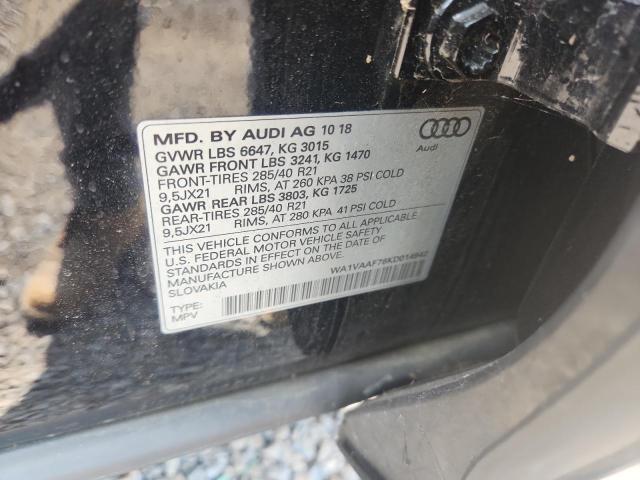 MFD. BY AUDI AG 10 18
GVWR LBS 6647, KG 3015
GAWR FRONT LBS 3241, KG 1470
FRONT-TIRES 285/40 R21
9,5JX21 RIMS, AT 260 KPA 38 PSI COLD
GAWR REAR LBS 3803, KG 1725
REAR-TIRES 285/40 R21
9,5JX21 RIMS, AT 280 KPA 41 PSI COLD
THIS VEHICLE CONFORMS TO ALL APPLICABLE
U.S. FEDERAL MOTOR VEHICLE SAFETY
STANDARDS IN EFFECT ON THE DATE OF
MANUFACTURE SHOWN ABOVE.
SLOVAKIA
WA1VAAF76KD014942
TYPE:
MPV
Audi